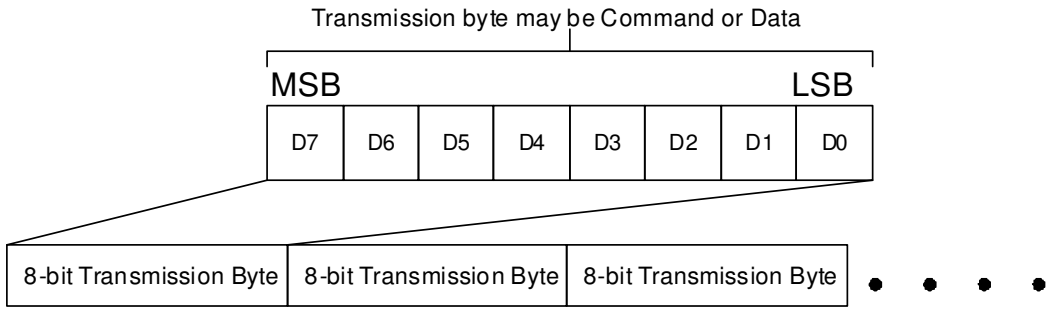 Transmission byte may be Command or Data
MSB LSB
D7 D6 D5 D4 D3 D2 D1 D0
8-bit Transmission Byte 8-bit Transmission Byte 8-bit Transmission Byte